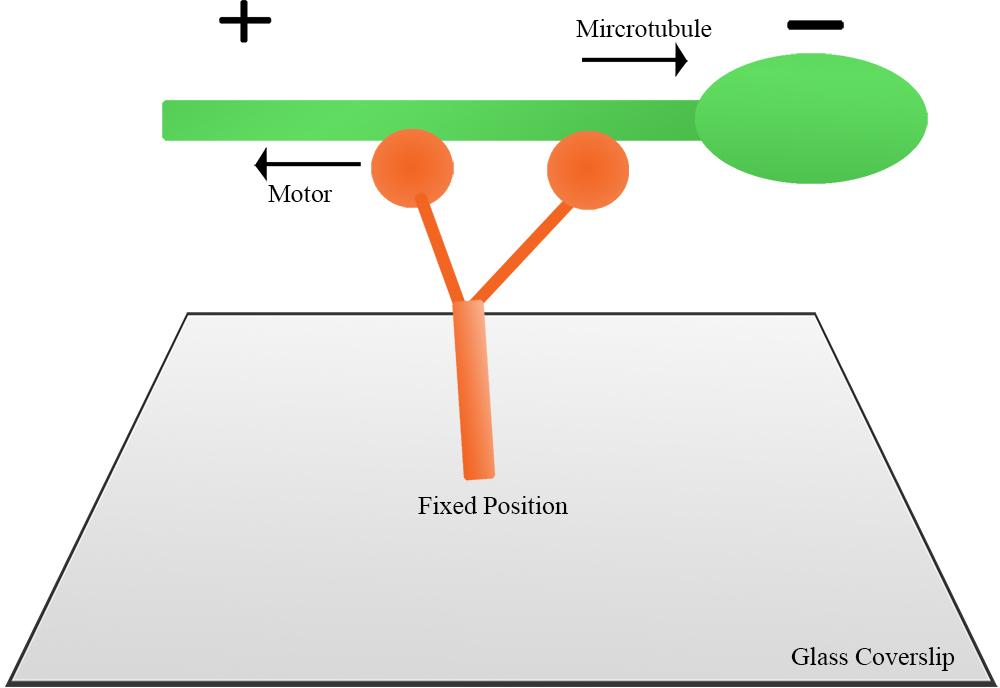 +
Mircrotubule
−
Motor
Fixed Position
Glass Coverslip